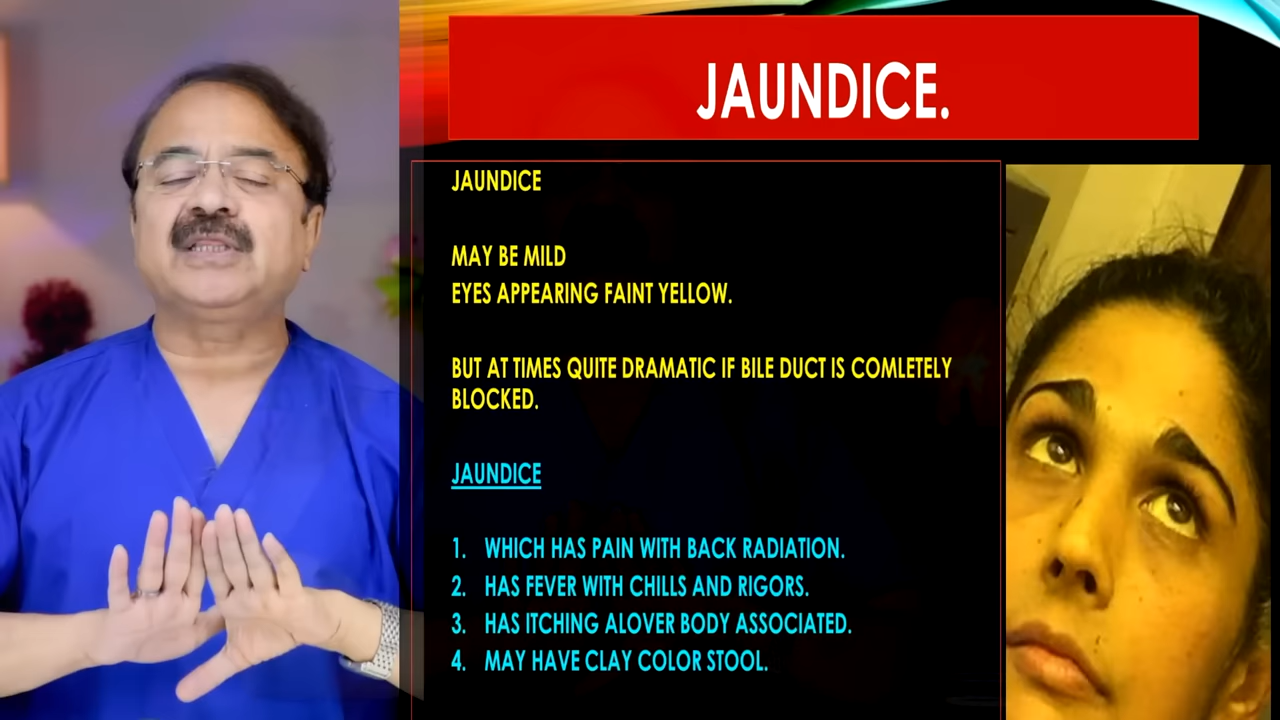 JAUNDICE.
JAUNDICE
MAY BE MILD
EYES APPEARING FAINT YELLOW.
BUT AT TIMES QUITE DRAMATIC IF BILE DUCT IS COMLETELY
BLOCKED.
JAUNDICE
1. WHICH HAS PAIN WITH BACK RADIATION.
2. HAS FEVER WITH CHILLS AND RIGORS.
3. HAS ITCHING ALOVER BODY ASSOCIATED.
4. MAY HAVE CLAY COLOR STOOL.